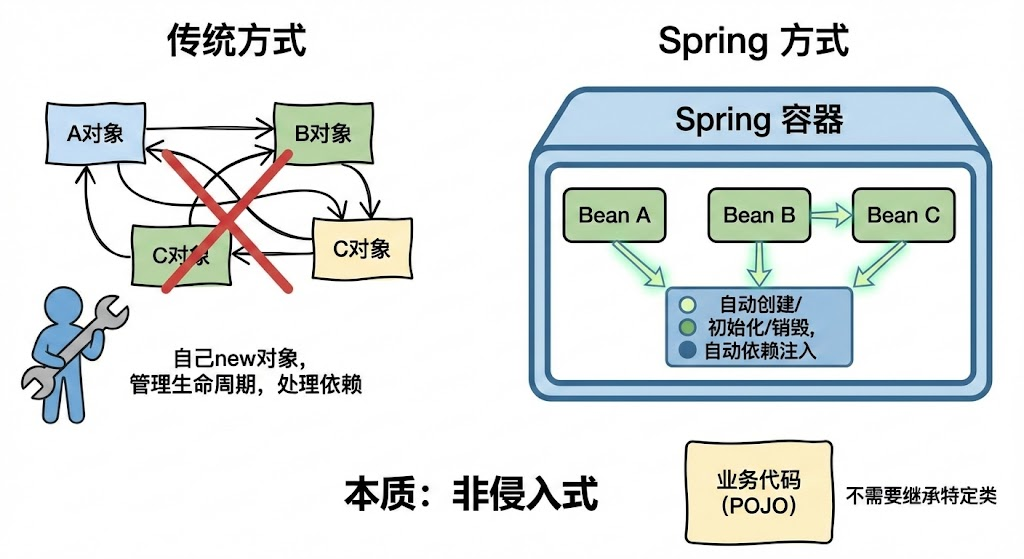 传统方式
A对象
B对象
C对象
C对象
自己new对象，
管理生命周期，处理依赖
Spring 方式
Spring 容器
Bean A
Bean B
Bean C
自动创建/
初始化/销毁，
自动依赖注入
本质：非侵入式
业务代码
（POJO）
不需要继承特定类